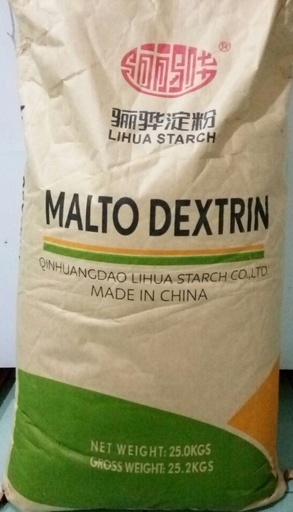 骊骅
®
骊骅淀粉
LIHUA STARCH
MALTO DEXTRIN
QINHUANGDAO LIHUA STARCH CO.,LTD
MADE IN CHINA
NET WEIGHT: 25.0KGS
GROSS WEIGHT: 25.2KGS